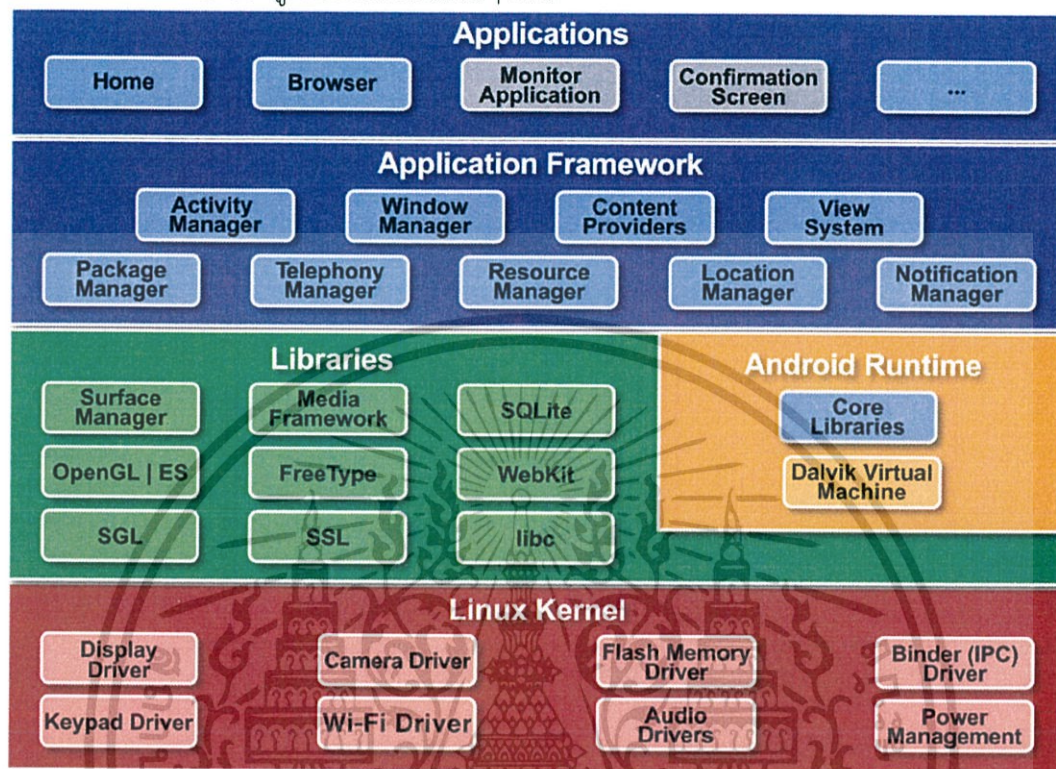 Applications
Home
Browser
Monitor
Application
Confirmation
Screen
...
Application Framework
Activity
Manager
Window
Manager
Content
Providers
View
System
Package
Manager
Telephony
Manager
Resource
Manager
Location
Manager
Notification
Manager
Libraries
Surface
Manager
Media
Framework
SQLite
OpenGL | ES
FreeType
WebKit
SGL
SSL
libc
Android Runtime
Core
Libraries
Dalvik Virtual
Machine
Linux Kernel
Display
Driver
Camera Driver
Flash Memory
Driver
Binder (IPC)
Driver
Keypad Driver
Wi-Fi Driver
Audio
Drivers
Power
Management